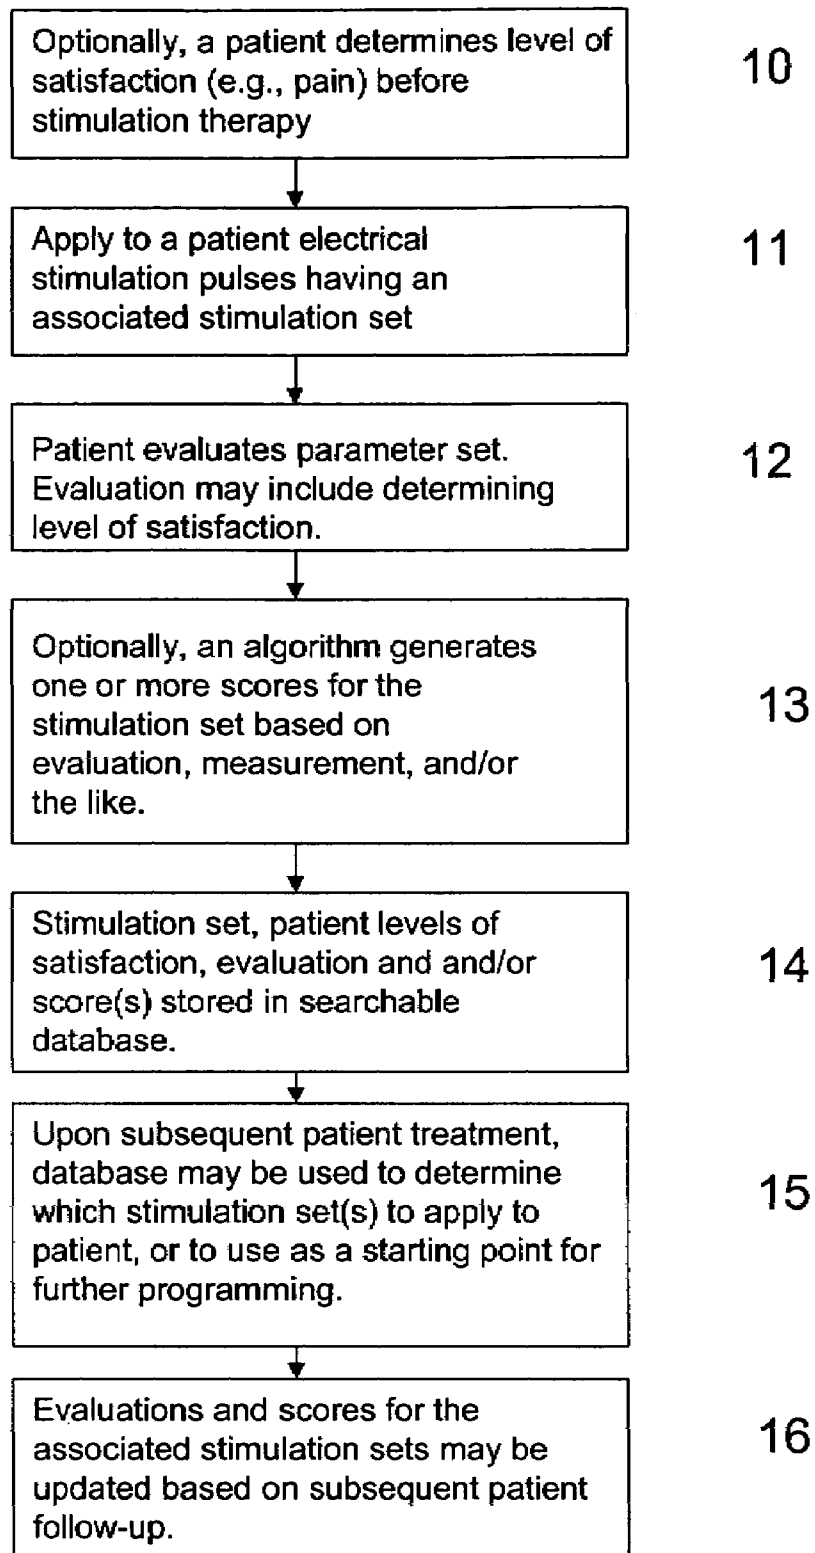 Optionally, a patient determines level of
satisfaction (e.g., pain) before
stimulation therapy
10
Apply to a patient electrical
stimulation pulses having an
associated stimulation set
11
Patient evaluates parameter set.
Evaluation may include determining
level of satisfaction.
12
Optionally, an algorithm generates
one or more scores for the
stimulation set based on
evaluation, measurement, and/or
the like.
13
Stimulation set, patient levels of
satisfaction, evaluation and and/or
score(s) stored in searchable
database.
14
Upon subsequent patient treatment,
database may be used to determine
which stimulation set(s) to apply to
patient, or to use as a starting point for
further programming.
15
Evaluations and scores for the
associated stimulation sets may be
updated based on subsequent patient
follow-up.
16